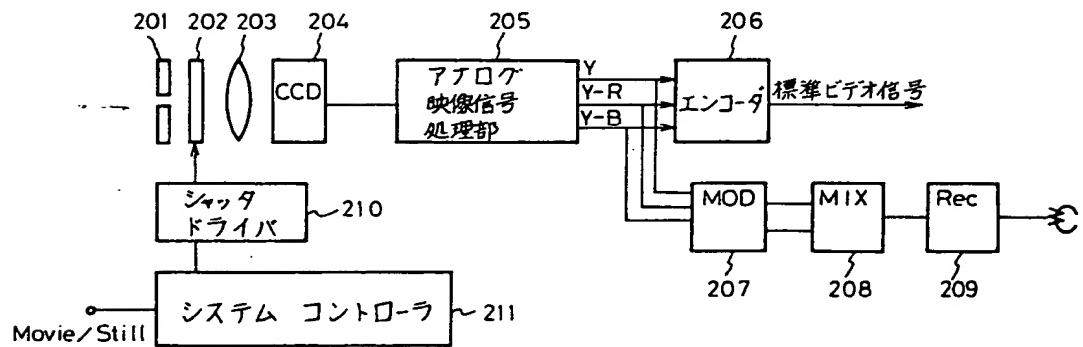 201 202 203 204 205 206
CCD
アナログ
映像信号
処理部
Y
Y-R
Y-B
エンコーダ
標準ビデオ信号
シャッタ
ドライバ
210
MOD
MIX
Rec
207 208 209
システム コントローラ
211
Movie/Still